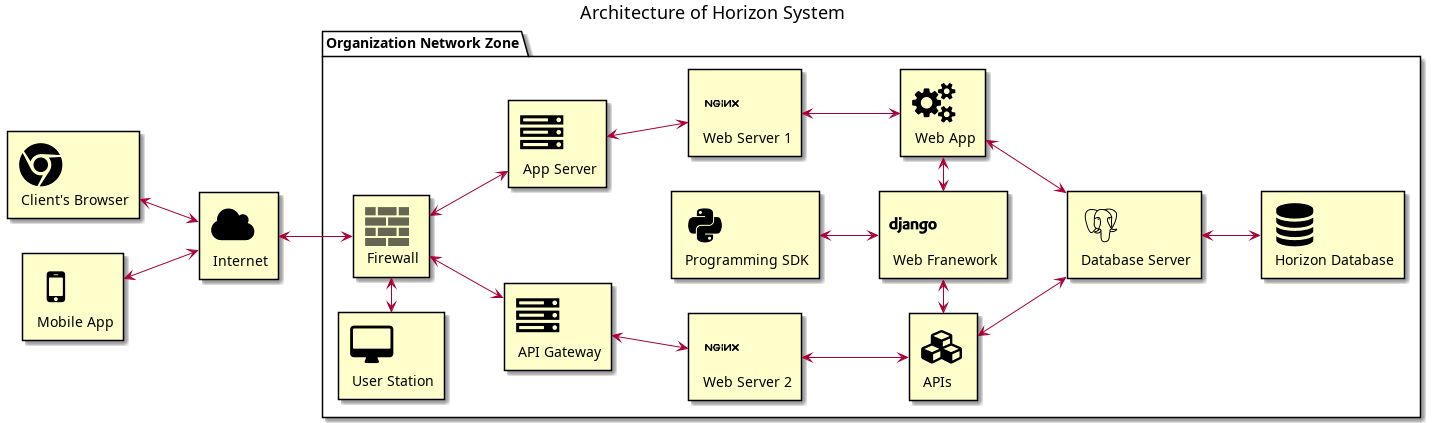 Architecture of Horizon System
Organization Network Zone
Client's Browser
Mobile App
Internet
Firewall
User Station
App Server
API Gateway
NGINX
Web Server 1
Programming SDK
NGINX
Web Server 2
Web App
django
Web Franework
APIs
Database Server
Horizon Database